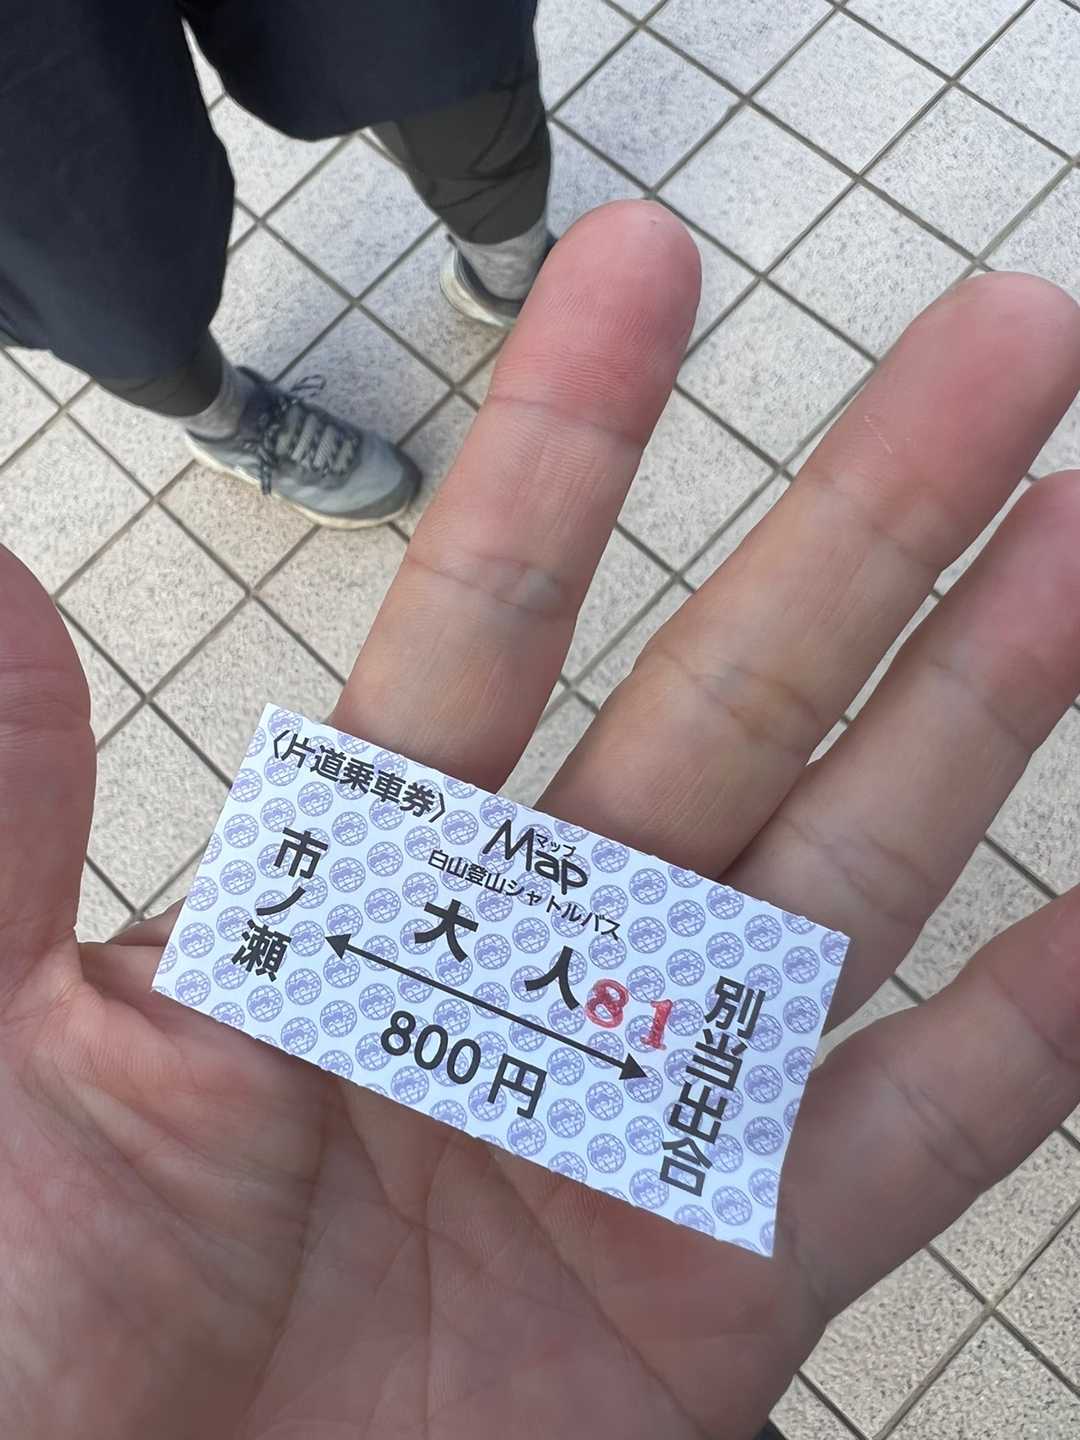 〈片道乗車券〉
マップ
Map
白山登山シャトルバス
市ノ瀬
大人
81
別当出合
800円